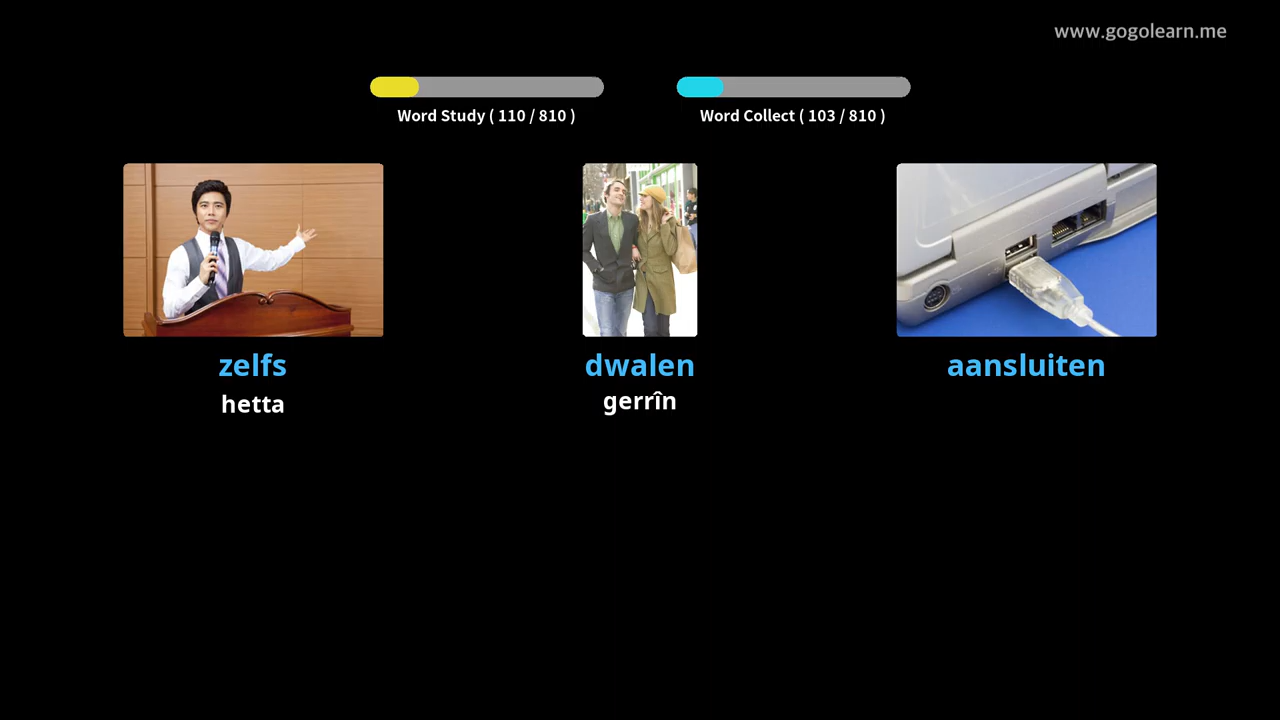 www.gogolearn.me
Word Study ( 110 / 810 )
Word Collect ( 103 / 810 )
zelfs
dwalen
aansluiten
hetta
gerrîn